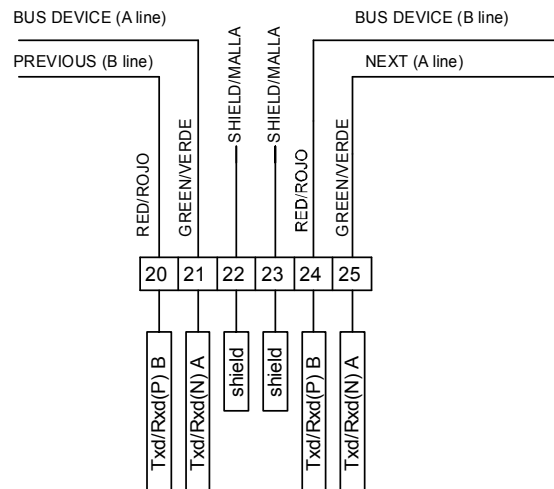 BUS DEVICE (A line)
BUS DEVICE (B line)
PREVIOUS (B line)
NEXT (A line)
RED/ROJO
GREEN/VERDE
SHIELD/MALLA
SHIELD/MALLA
RED/ROJO
GREEN/VERDE
20 21 22 23 24 25
Txd/Rxd(P) B
Txd/Rxd(N) A
shield
shield
Txd/Rxd(P) B
Txd/Rxd(N) A